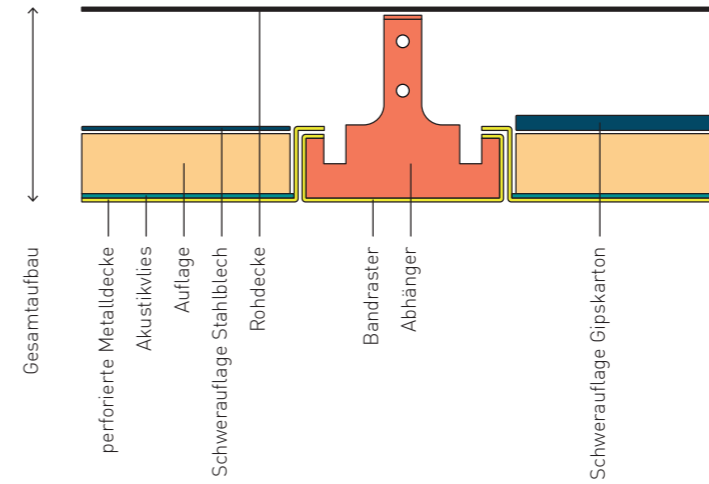 Gesamtaufbau
perforierte Metalldecke
Akustikvlies
Auflage
Schwerauflage Stahlblech
Rohdecke
Bandraster
Abhänger
Schwerauflage Gipskarton